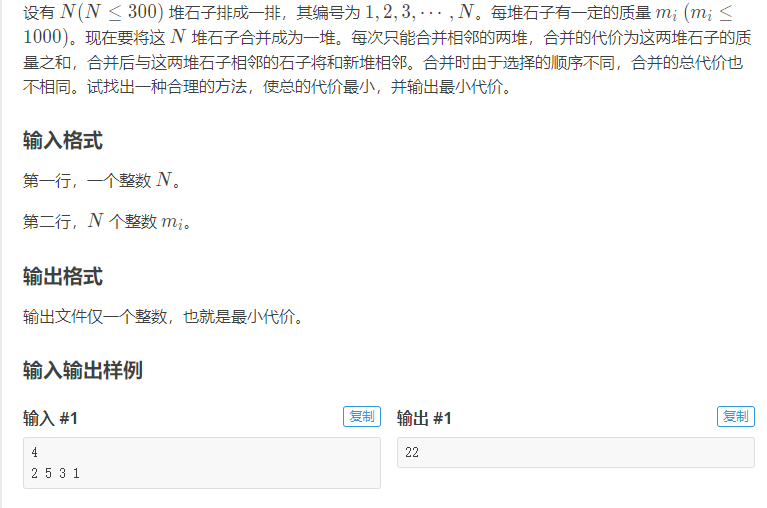 设有 N(N ≤ 300) 堆石子排成一排，其编号为 1, 2, 3, ⋯, N。每堆石子有一定的质量 mᵢ (mᵢ ≤
1000)。现在要将这 N 堆石子合并成为一堆。每次只能合并相邻的两堆，合并的代价为这两堆石子的质
量之和，合并后与这两堆石子相邻的石子将和新堆相邻。合并时由于选择的顺序不同，合并的总代价也
不相同。试找出一种合理的方法，使总的代价最小，并输出最小代价。
输入格式
第一行，一个整数 N。
第二行，N 个整数 mᵢ。
输出格式
输出文件仅一个整数，也就是最小代价。
输入输出样例
输入 #1 复制
4
2 5 3 1
输出 #1 复制
22